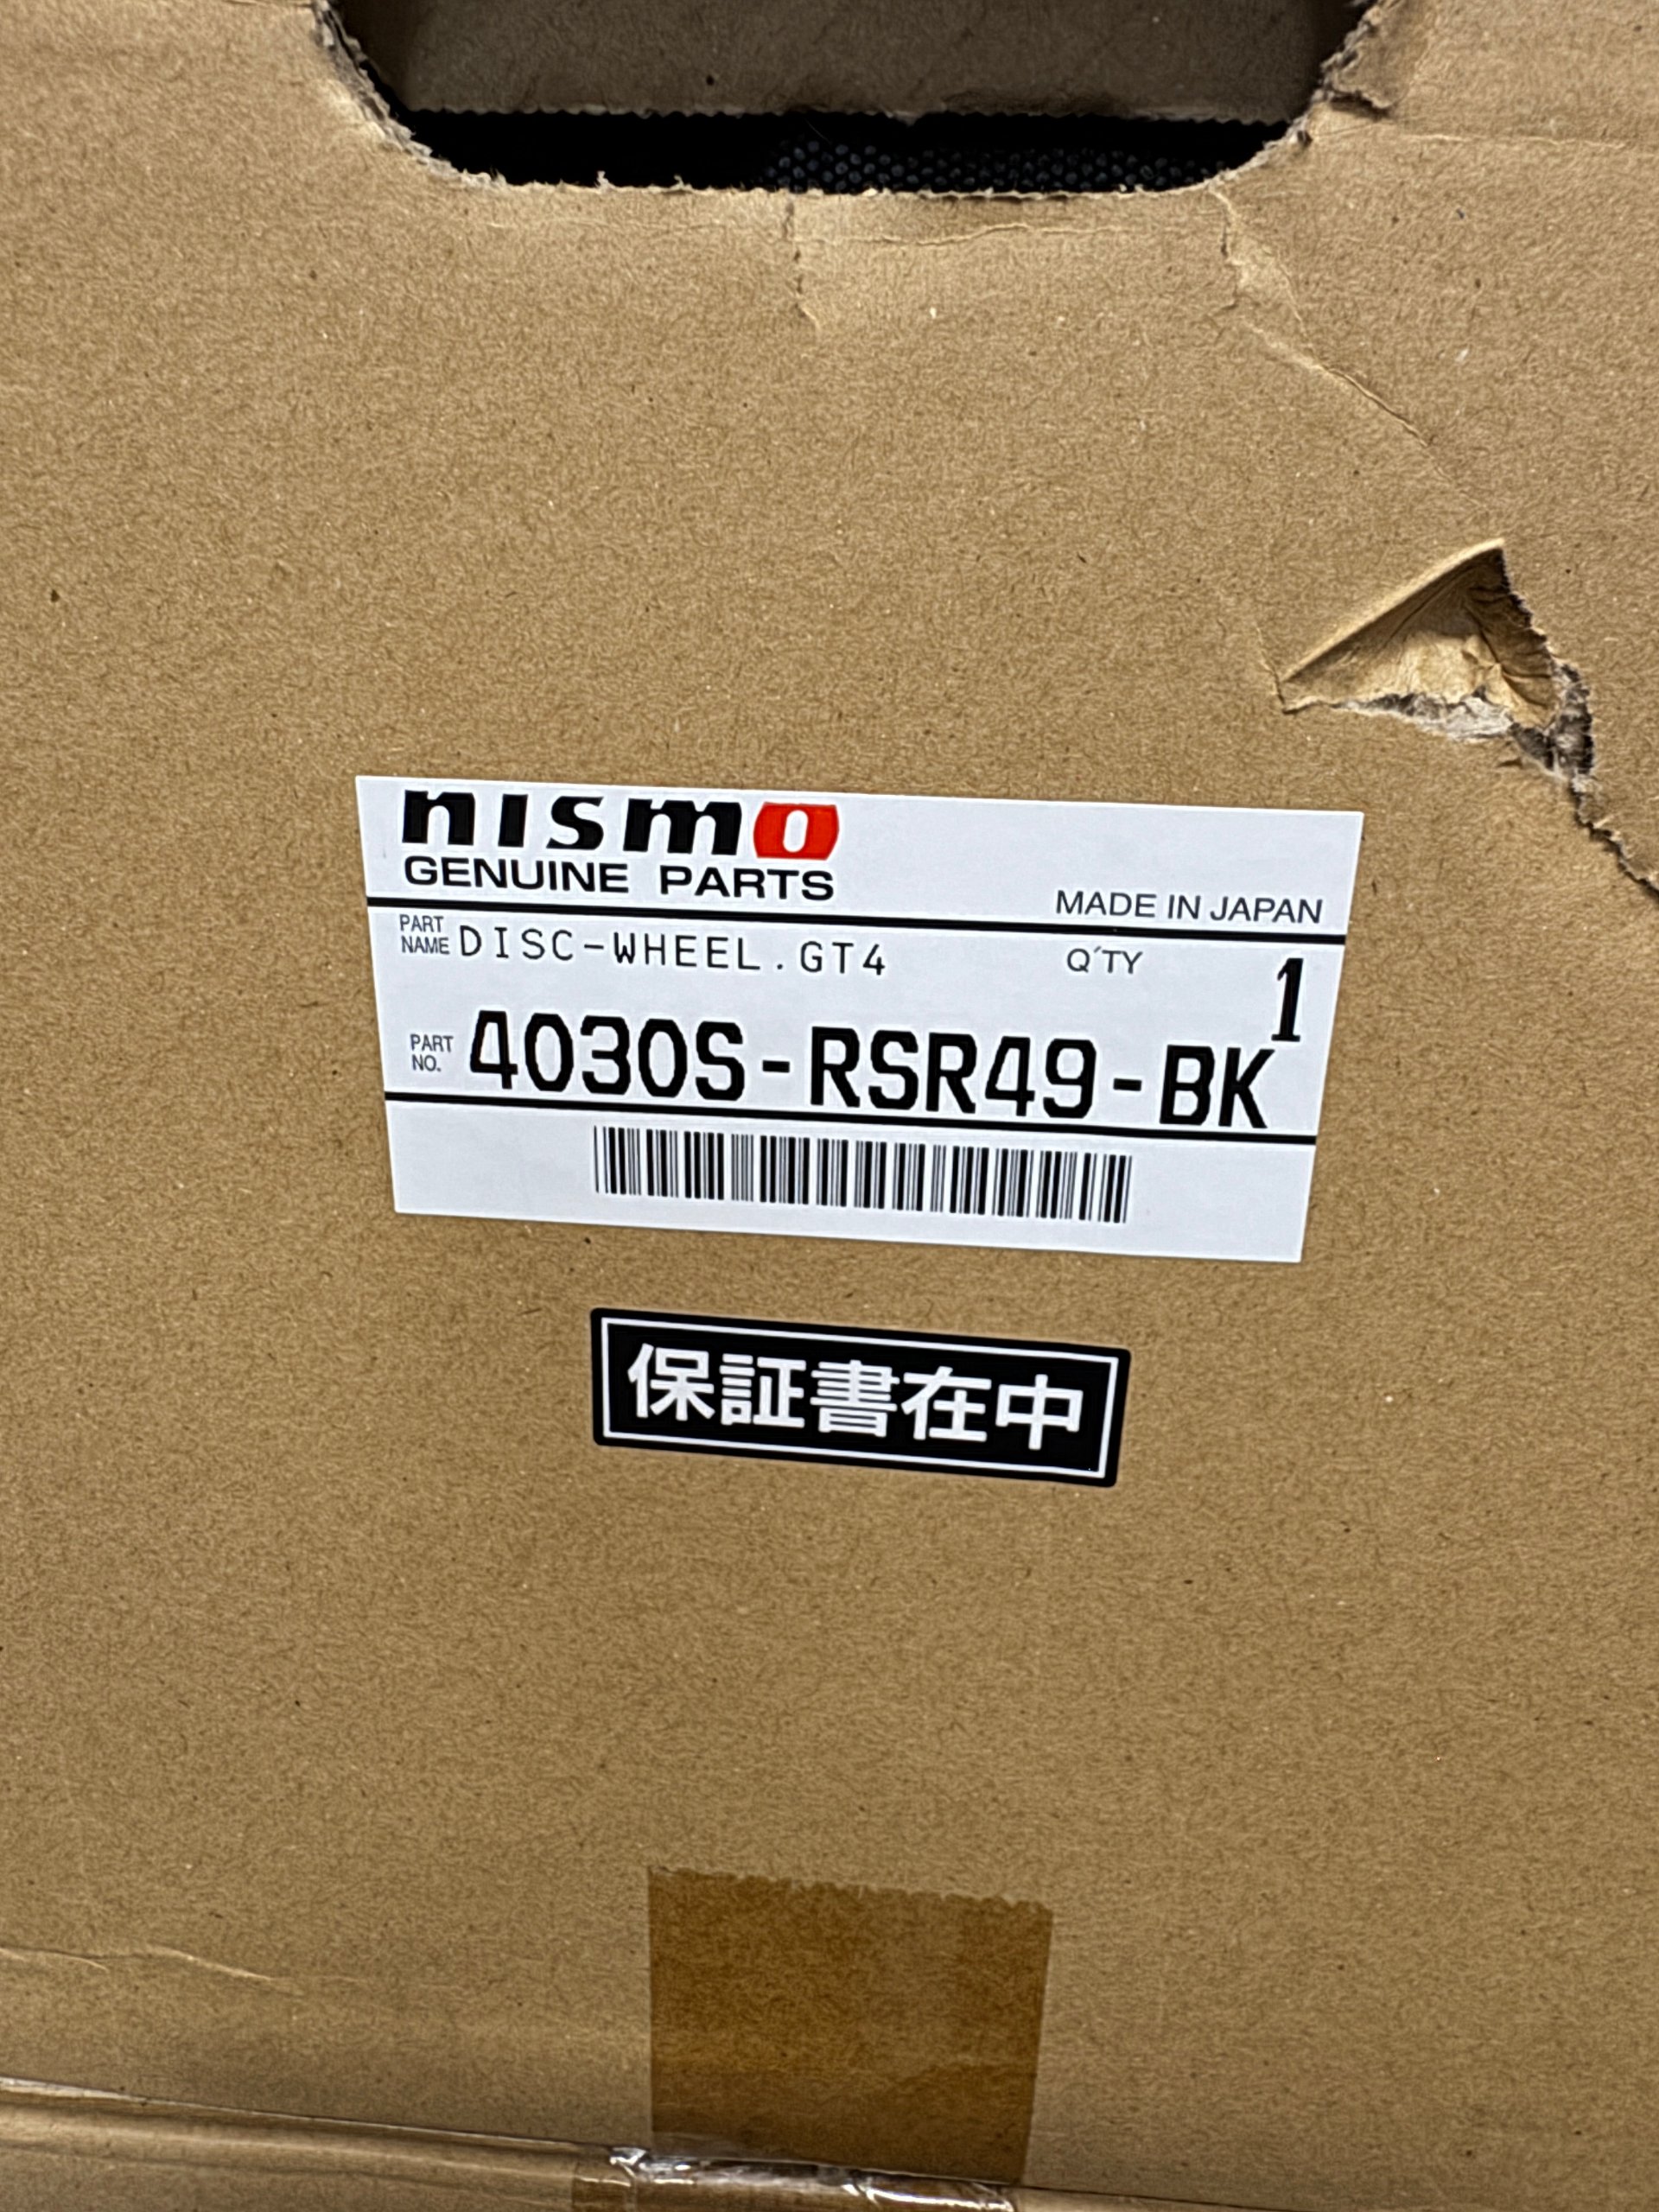 nismo
GENUINE PARTS
MADE IN JAPAN
PART NAME DISC-WHEEL.GT4 Q'TY 1
PART NO. 4030S-RSR49-BK
保証書在中